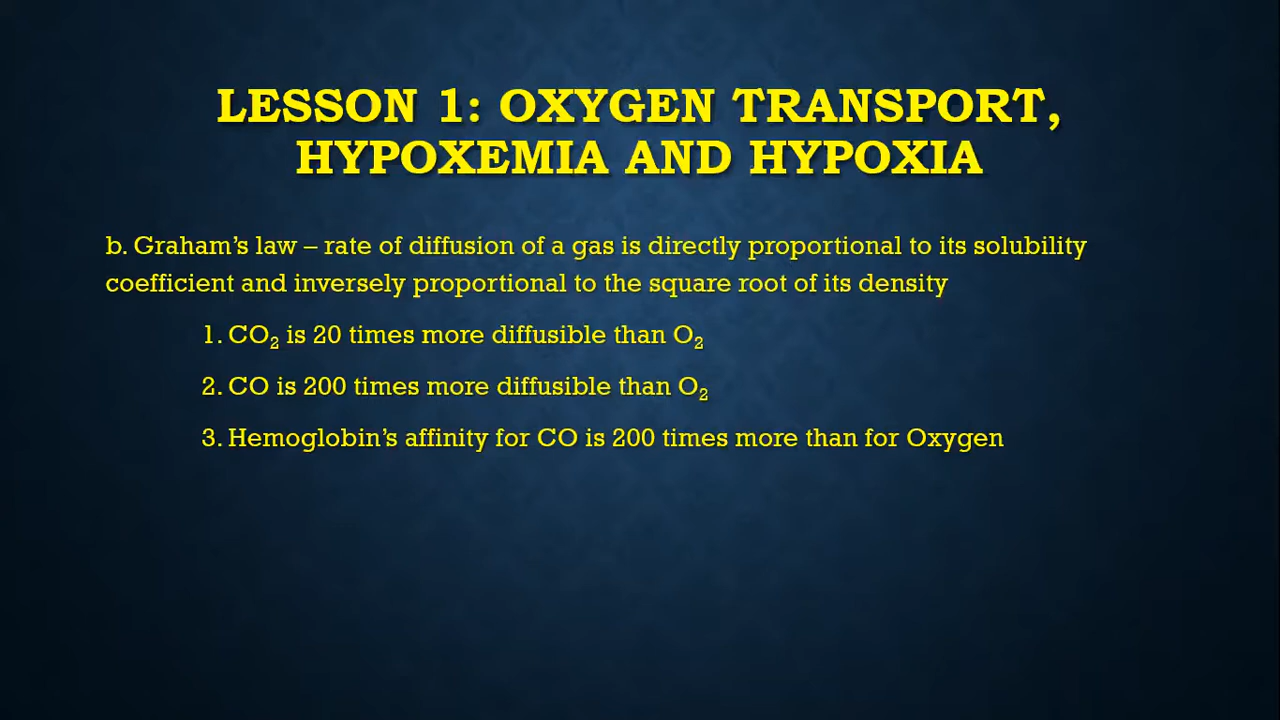 LESSON 1: OXYGEN TRANSPORT,
HYPOXEMIA AND HYPOXIA
b. Graham’s law – rate of diffusion of a gas is directly proportional to its solubility
coefficient and inversely proportional to the square root of its density
1. CO₂ is 20 times more diffusible than O₂
2. CO is 200 times more diffusible than O₂
3. Hemoglobin’s affinity for CO is 200 times more than for Oxygen